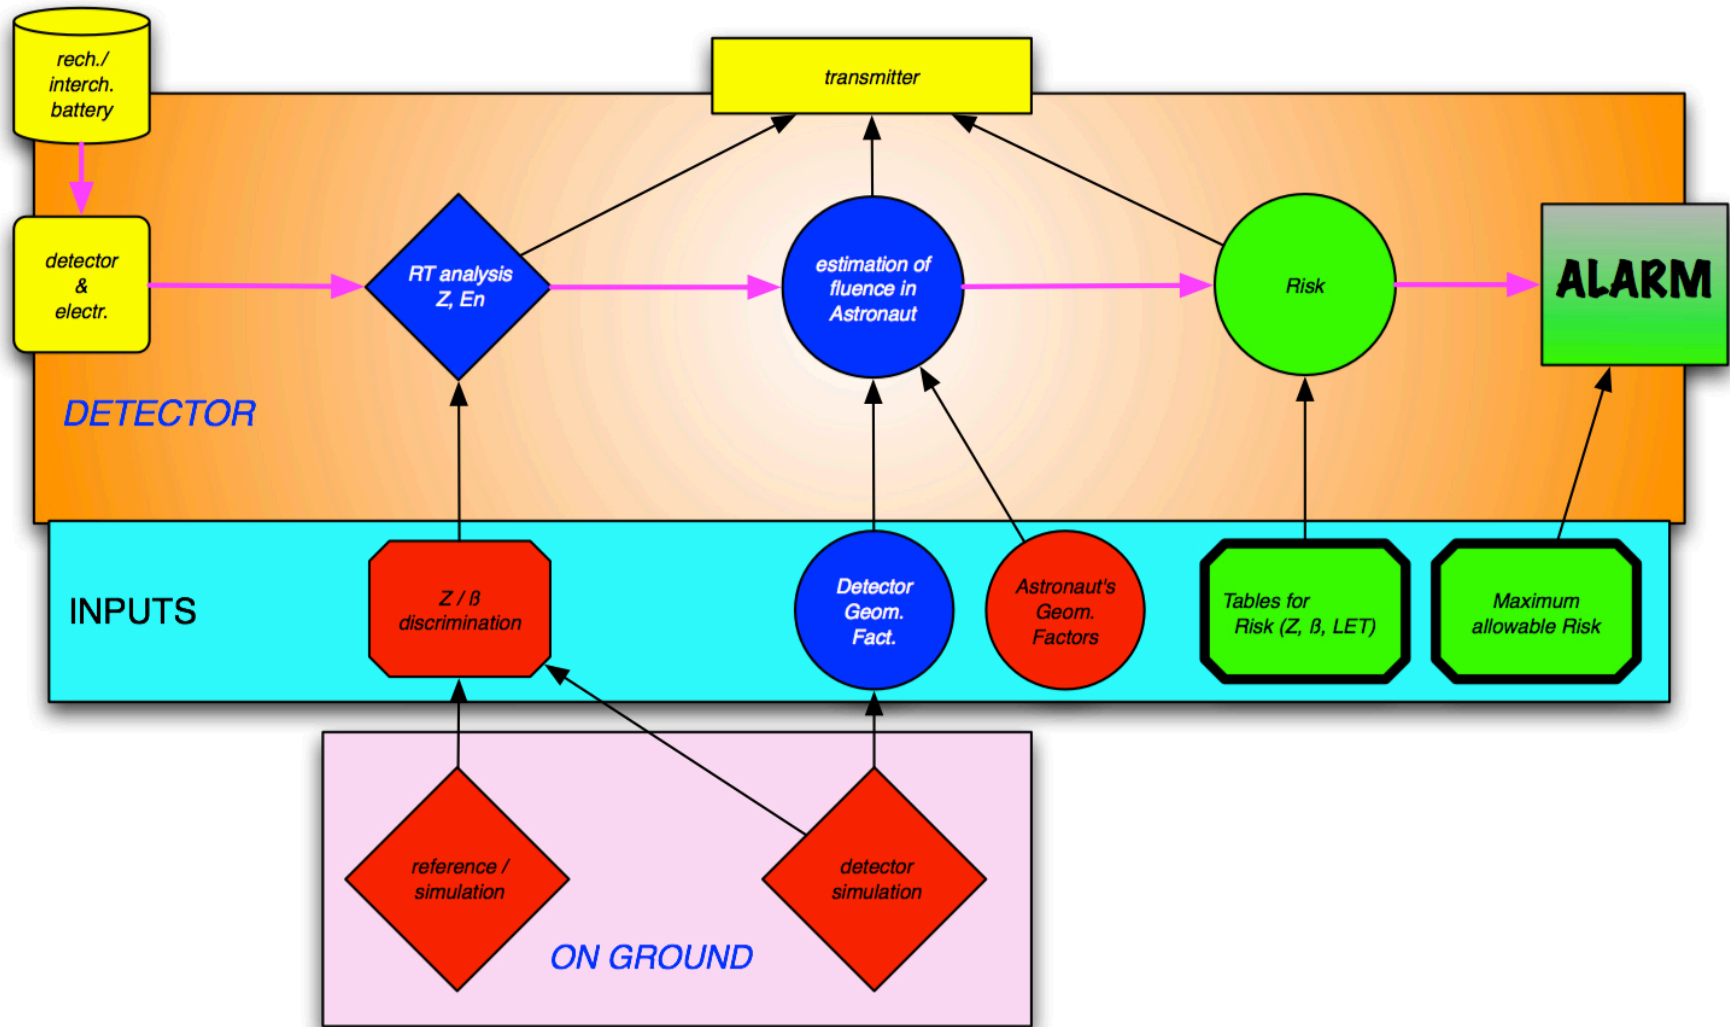 rech./
interch.
battery
transmitter
detector
&
electr.
RT analysis
Z, En
estimation of
fluence in
Astronaut
Risk
ALARM
DETECTOR
INPUTS
Z / ß
discrimination
Detector
Geom.
Fact.
Astronaut's
Geom.
Factors
Tables for
Risk (Z, ß, LET)
Maximum
allowable Risk
reference /
simulation
detector
simulation
ON GROUND